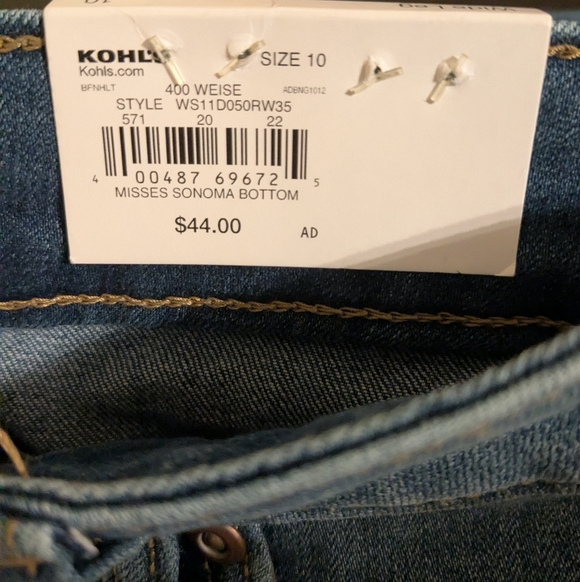 KOHL'S
SIZE 10
Kohls.com
BFNHLT 400 WEISE ADBNG1012
STYLE WS11D050RW35
571 20 22
4 00487 69672 5
MISSES SONOMA BOTTOM
$44.00
AD